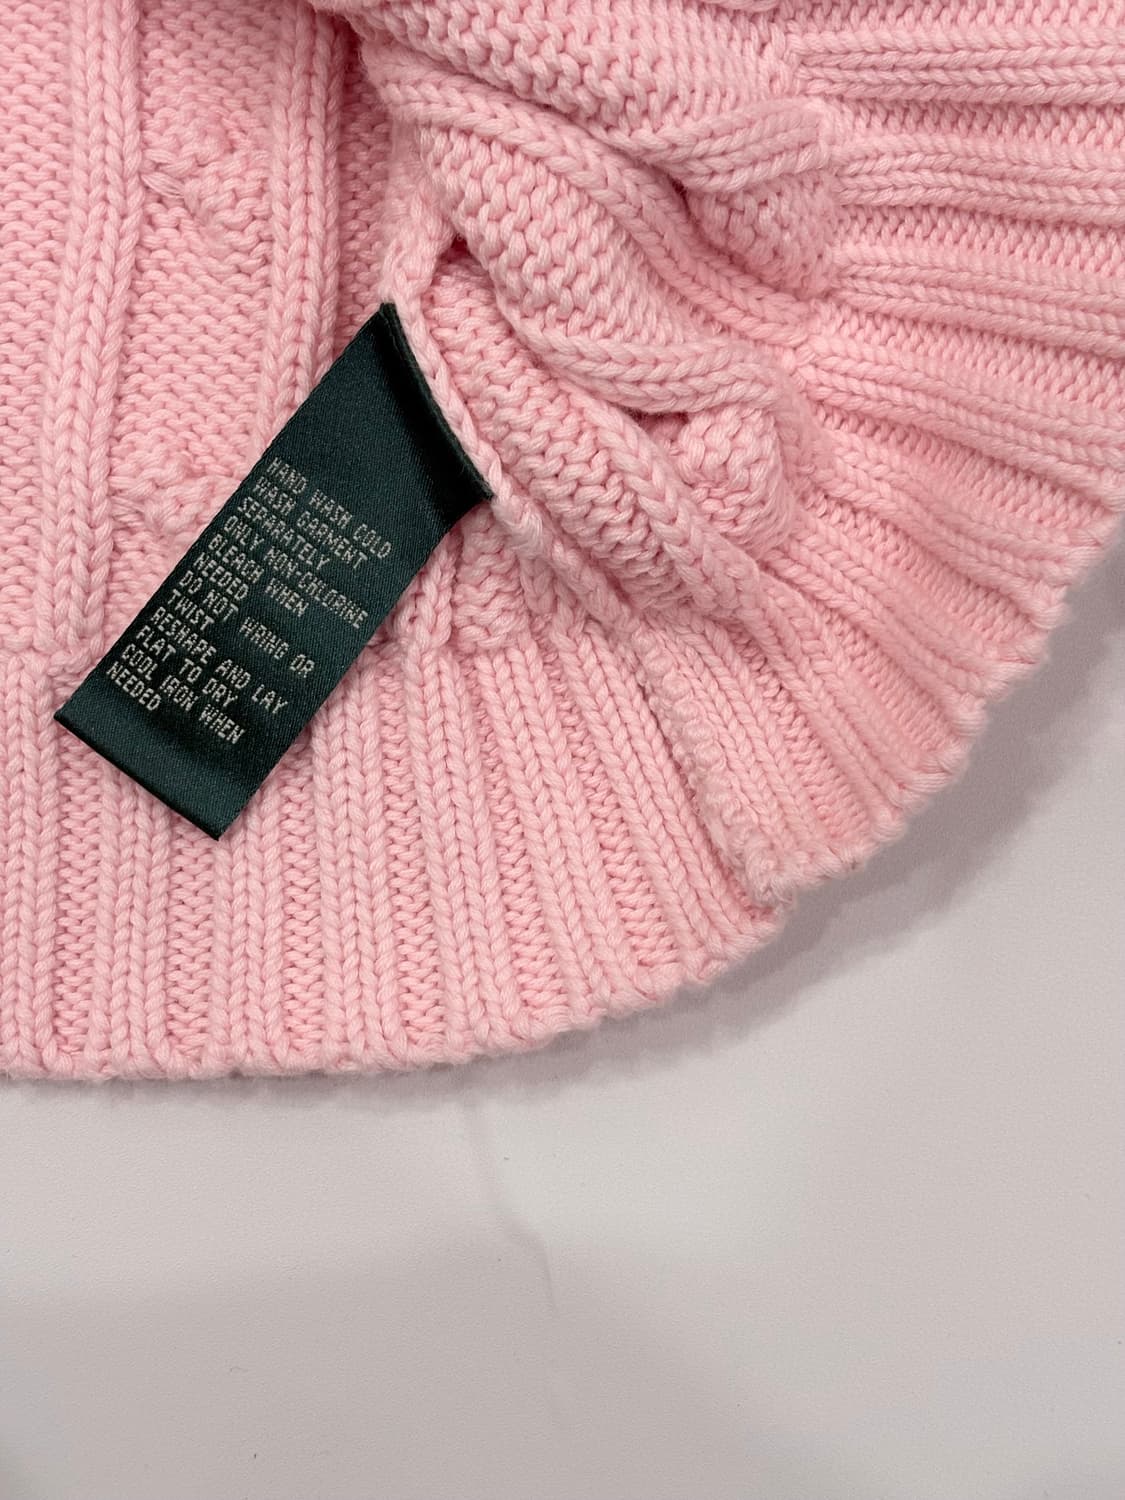 HAND WASH COLD
WASH GARMENT
SEPARATELY
ONLY NON-CHLORINE
BLEACH WHEN
NEEDED
DO NOT WRING OR
TWIST.
RESHAPE AND LAY
FLAT TO DRY
COOL IRON WHEN
NEEDED